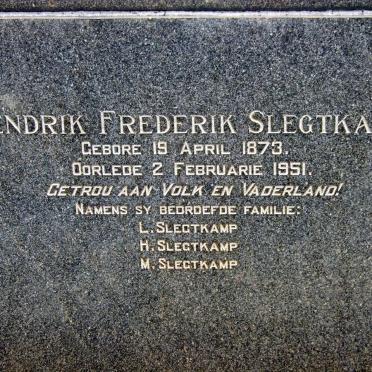 ENDRIK FREDERIK SLEGTKA
GEBORE 19 APRIL 1873.
OORLEDE 2 FEBRUARIE 1951.
GETROU AAN VOLK EN VADERLAND!
NAMENS SY BEDROEFDE FAMILIE:
L. SLEGTKAMP
H. SLEGTKAMP
M. SLEGTKAMP